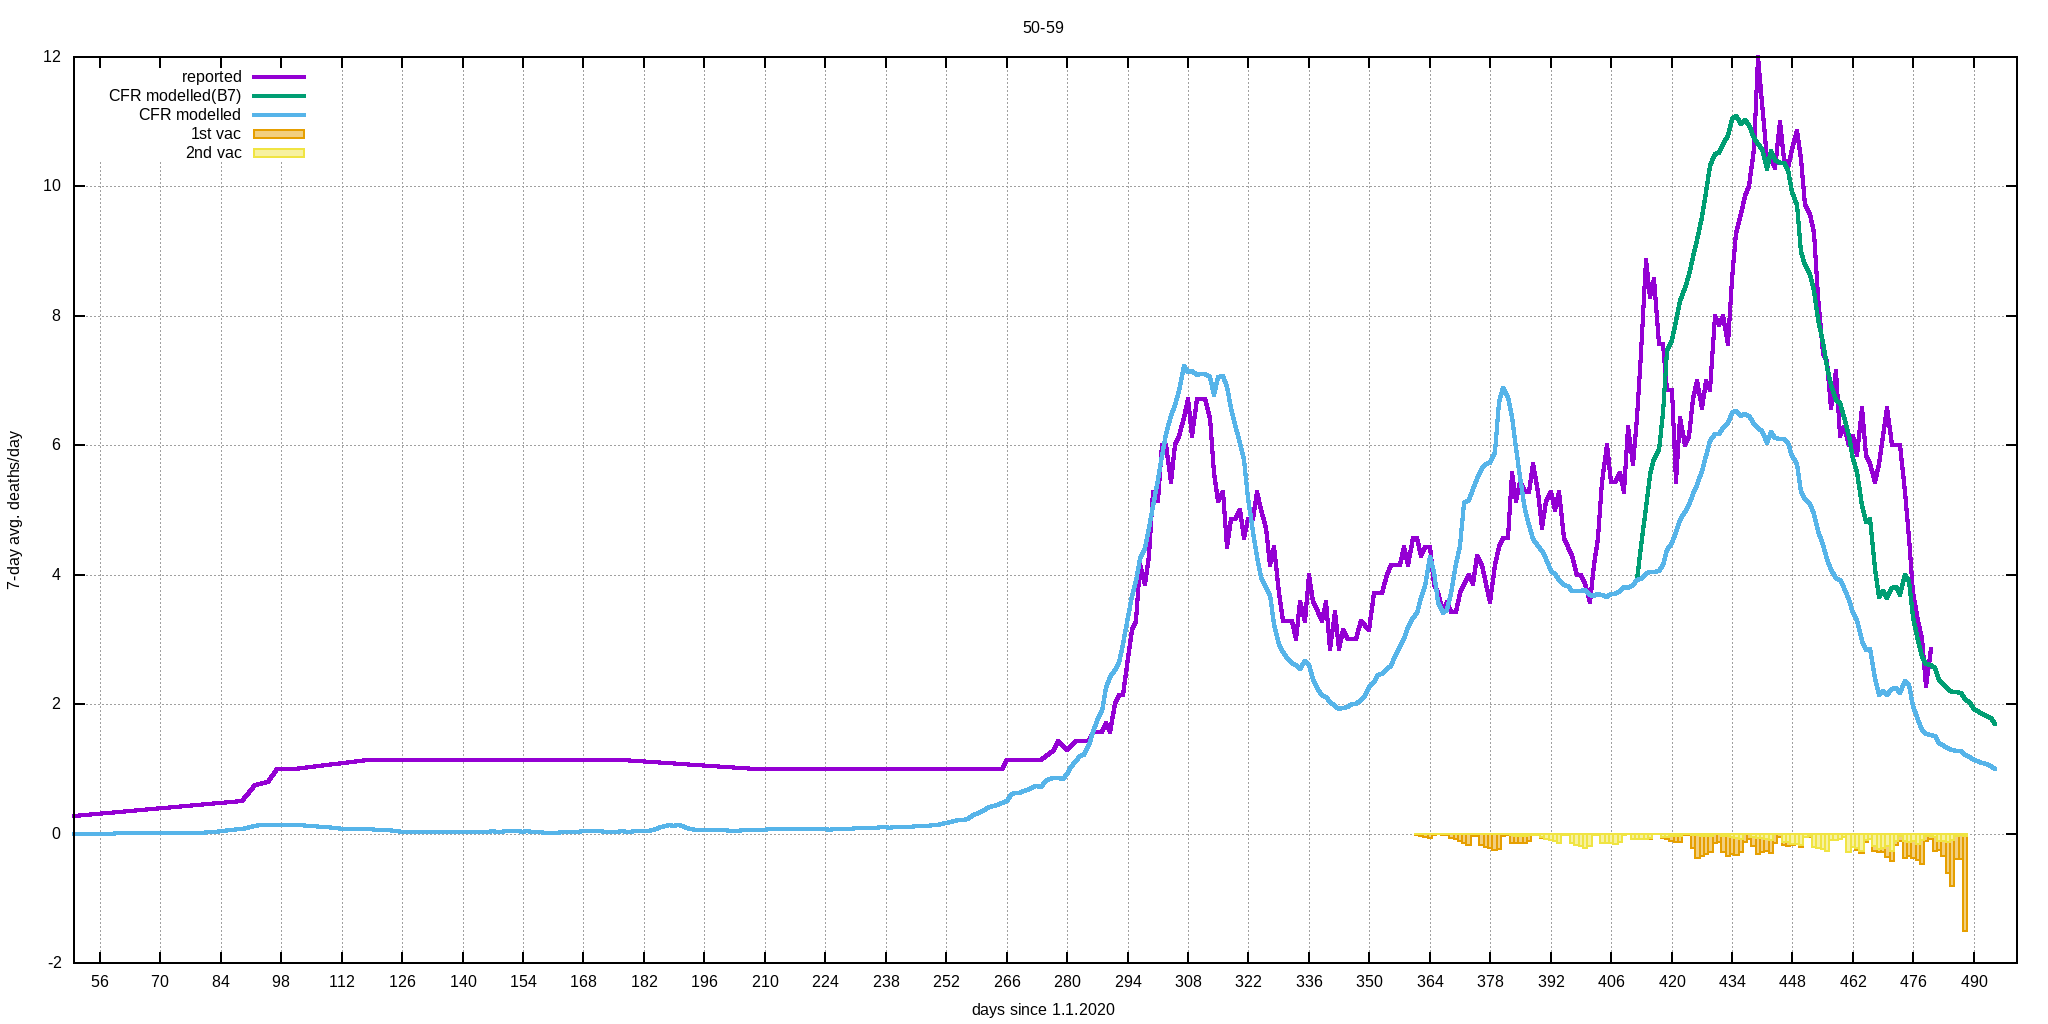 50-59
reported
CFR modelled(B7)
CFR modelled
1st vac
2nd vac
12
10
8
6
4
2
0
-2
7-day avg. deaths/day
56 70 84 98 112 126 140 154 168 182 196 210 224 238 252 266 280 294 308 322 336 350 364 378 392 406 420 434 448 462 476 490
days since 1.1.2020